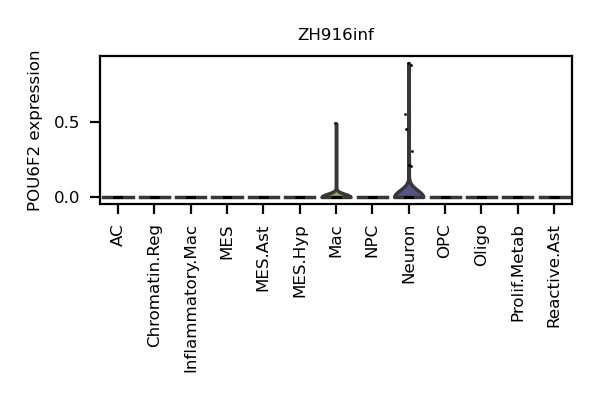 ZH916inf
POU6F2 expression
0.5
0.0
AC
Chromatin.Reg
Inflammatory.Mac
MES
MES.Ast
MES.Hyp
Mac
NPC
Neuron
OPC
Oligo
Prolif.Metab
Reactive.Ast